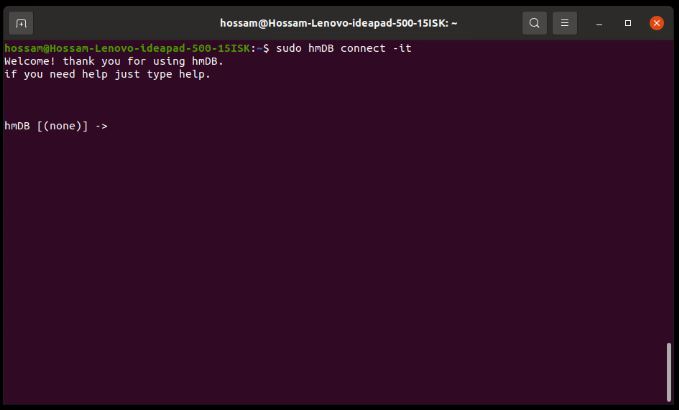 hossam@Hossam-Lenovo-ideapad-500-15ISK: ~
hossam@Hossam-Lenovo-ideapad-500-15ISK:~$ sudo hmDB connect -it
Welcome! thank you for using hmDB.
if you need help just type help.
hmDB [(none)] ->